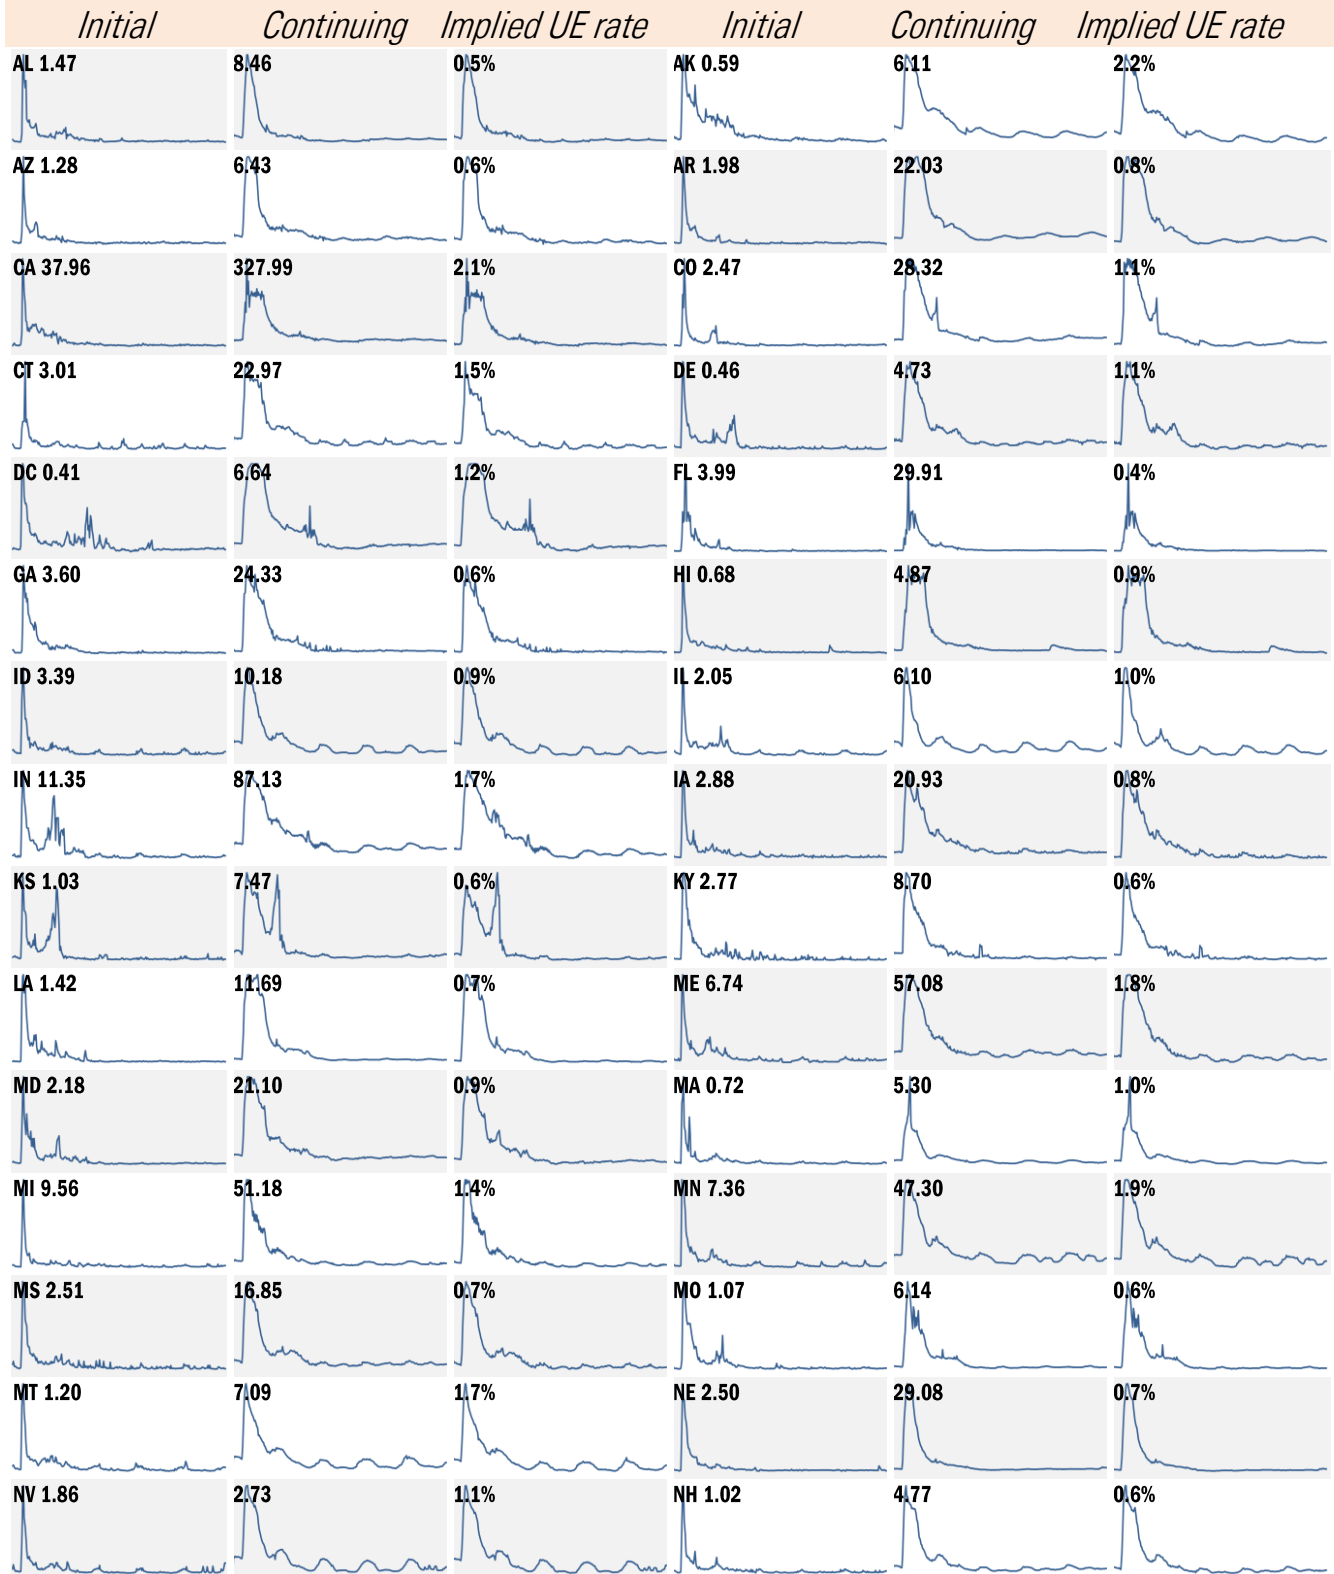 Initial Continuing Implied UE rate Initial Continuing Implied UE rate
AL 1.47 8.46 0.5% AK 0.59 6.11 2.2%
AZ 1.28 6.43 0.6% AR 1.98 22.03 0.8%
CA 37.96 327.99 2.1% CO 2.47 28.32 1.1%
CT 3.01 22.97 1.5% DE 0.46 4.73 1.1%
DC 0.41 6.64 1.2% FL 3.99 29.91 0.4%
GA 3.60 24.33 0.6% HI 0.68 4.87 0.9%
ID 3.39 10.18 0.9% IL 2.05 6.10 1.0%
IN 11.35 87.13 1.7% IA 2.88 20.93 0.8%
KS 1.03 7.47 0.6% KY 2.77 8.70 0.6%
LA 1.42 11.69 0.7% ME 6.74 57.08 1.8%
MD 2.18 21.10 0.9% MA 0.72 5.30 1.0%
MI 9.56 51.18 1.4% MN 7.36 47.30 1.9%
MS 2.51 16.85 0.7% MO 1.07 6.14 0.6%
MT 1.20 7.09 1.7% NE 2.50 29.08 0.7%
NV 1.86 2.73 1.1% NH 1.02 4.77 0.6%